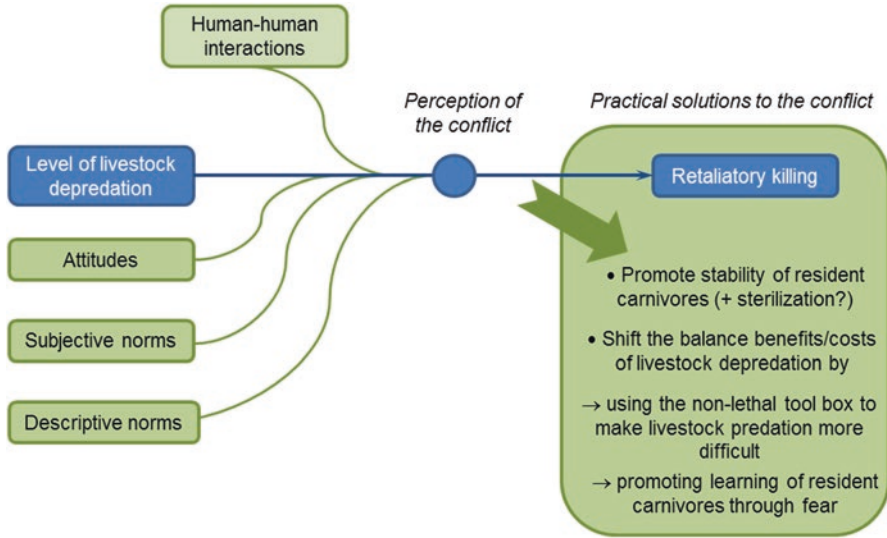 Human-human
interactions
Perception of
the conflict
Practical solutions to the conflict
Level of livestock
depredation
Retaliatory killing
Attitudes
Subjective norms
Descriptive norms
• Promote stability of resident
carnivores (+ sterilization?)
• Shift the balance benefits/costs
of livestock depredation by
→ using the non-lethal tool box to
make livestock predation more
difficult
→ promoting learning of resident
carnivores through fear